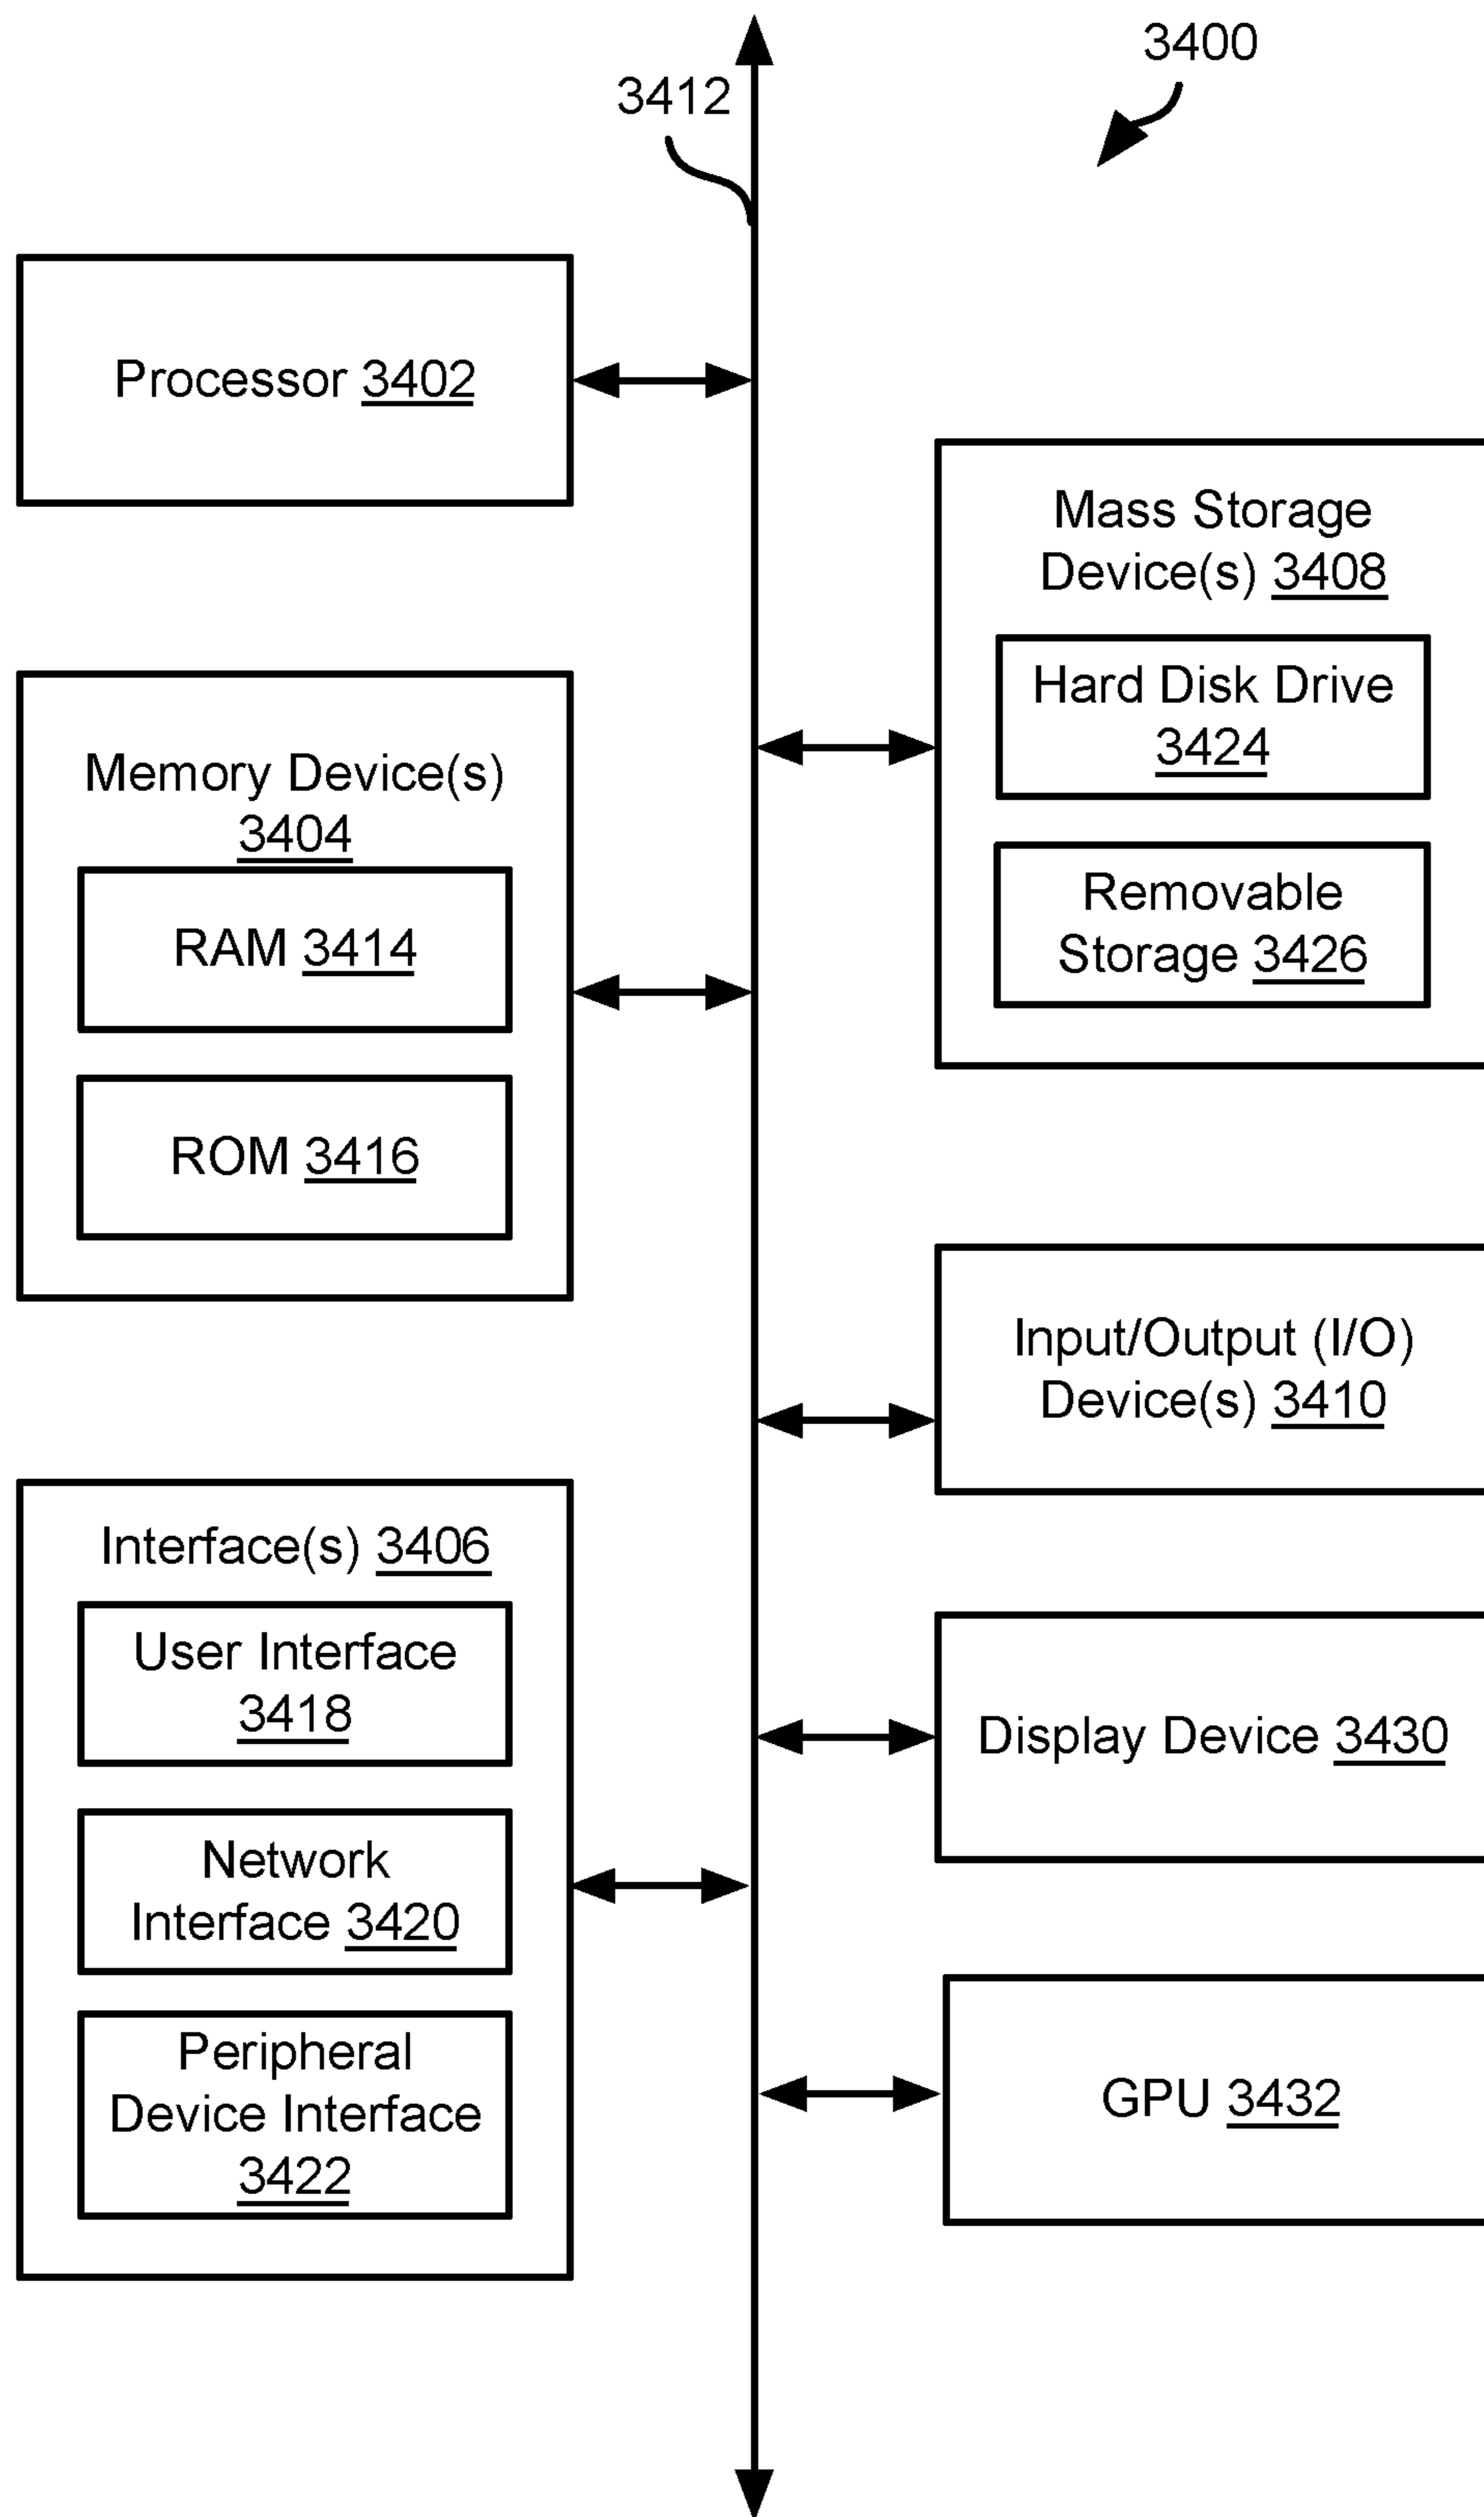 3400
3412
Processor 3402
Mass Storage
Device(s) 3408
Hard Disk Drive
3424
Removable
Storage 3426
Memory Device(s)
3404
RAM 3414
ROM 3416
Input/Output (I/O)
Device(s) 3410
Interface(s) 3406
User Interface
3418
Network
Interface 3420
Peripheral
Device Interface
3422
Display Device 3430
GPU 3432